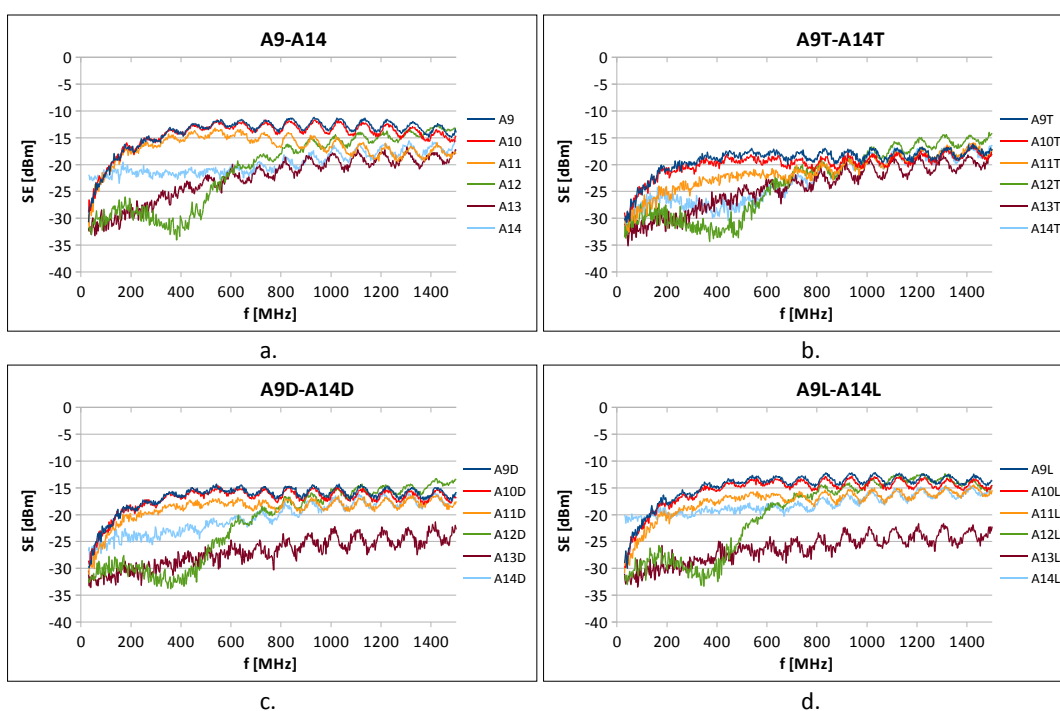 A9-A14
0
-5
-10
-15
-20
-25
-30
-35
-40
SE [dBm]
0 200 400 600 800 1000 1200 1400
f [MHz]
A9
A10
A11
A12
A13
A14
a.
A9T-A14T
0
-5
-10
-15
-20
-25
-30
-35
-40
SE [dBm]
0 200 400 600 800 1000 1200 1400
f [MHz]
A9T
A10T
A11T
A12T
A13T
A14T
b.
A9D-A14D
0
-5
-10
-15
-20
-25
-30
-35
-40
SE [dBm]
0 200 400 600 800 1000 1200 1400
f [MHz]
A9D
A10D
A11D
A12D
A13D
A14D
c.
A9L-A14L
0
-5
-10
-15
-20
-25
-30
-35
-40
SE [dBm]
0 200 400 600 800 1000 1200 1400
f [MHz]
A9L
A10L
A11L
A12L
A13L
A14L
d.